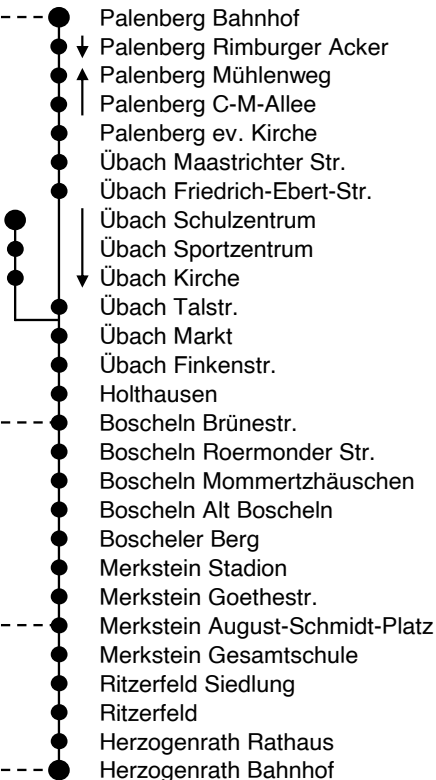 Palenberg Bahnhof
Palenberg Rimburger Acker
Palenberg Mühlenweg
Palenberg C-M-Allee
Palenberg ev. Kirche
Übach Maastrichter Str.
Übach Friedrich-Ebert-Str.
Übach Schulzentrum
Übach Sportzentrum
Übach Kirche
Übach Talstr.
Übach Markt
Übach Finkenstr.
Holthausen
Boscheln Brünestr.
Boscheln Roermonder Str.
Boscheln Mommertzhäuschen
Boscheln Alt Boscheln
Boscheler Berg
Merkstein Stadion
Merkstein Goethestr.
Merkstein August-Schmidt-Platz
Merkstein Gesamtschule
Ritzerfeld Siedlung
Ritzerfeld
Herzogenrath Rathaus
Herzogenrath Bahnhof